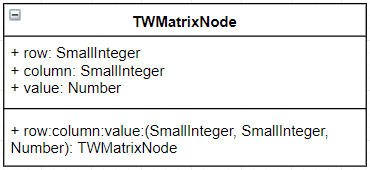 TWMatrixNode
+ row: SmallInteger
+ column: SmallInteger
+ value: Number
+ row:column:value:(SmallInteger, SmallInteger,
Number): TWMatrixNode